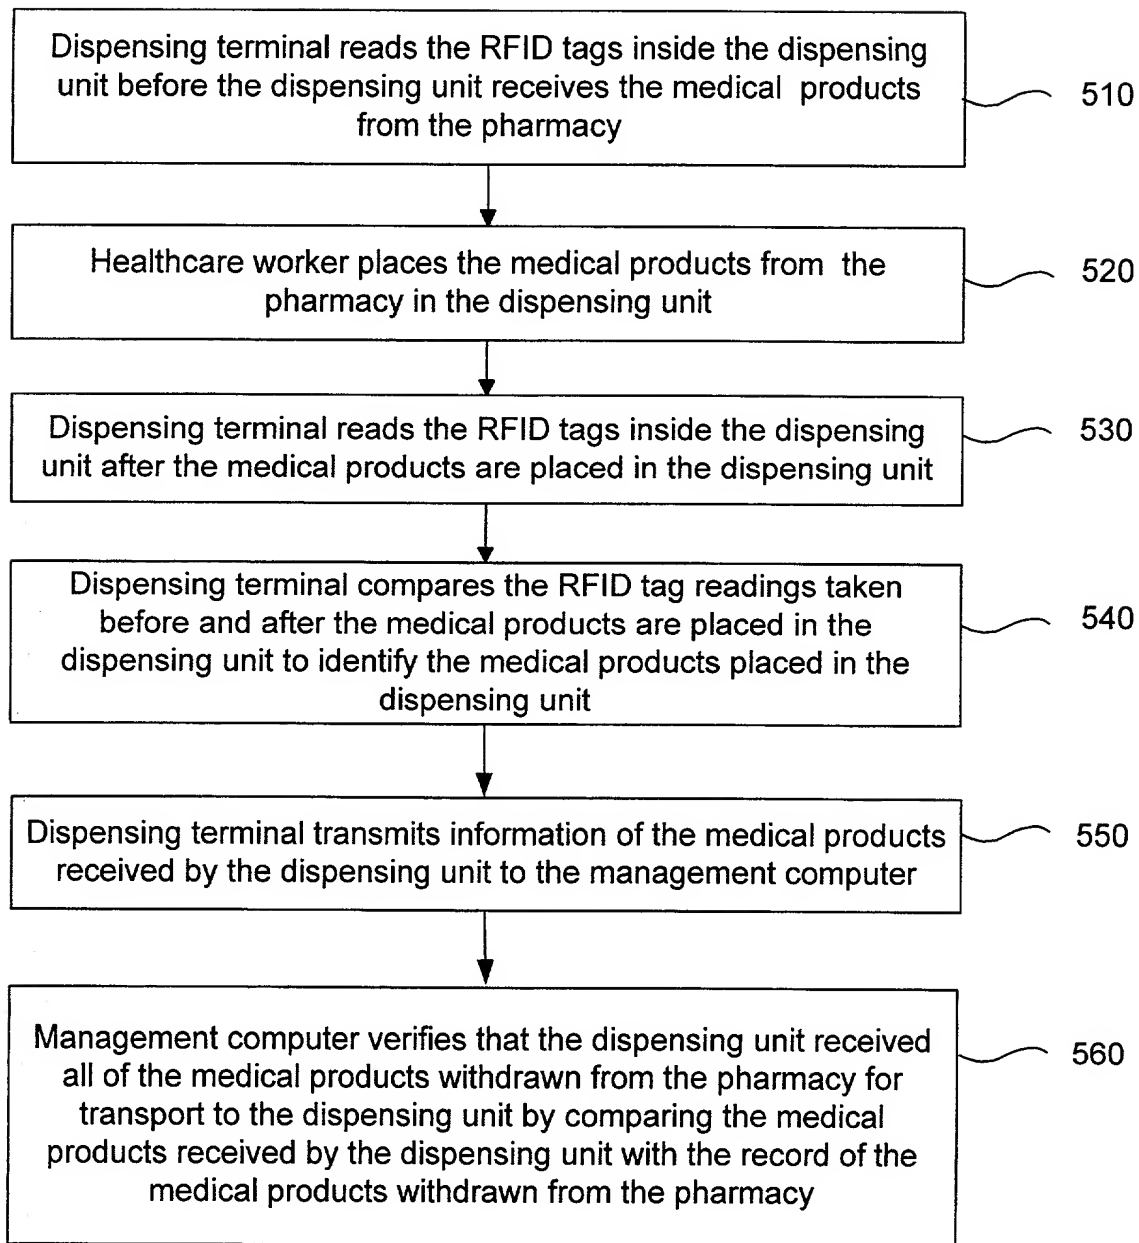 Dispensing terminal reads the RFID tags inside the dispensing
unit before the dispensing unit receives the medical products
from the pharmacy
510
Healthcare worker places the medical products from the
pharmacy in the dispensing unit
520
Dispensing terminal reads the RFID tags inside the dispensing
unit after the medical products are placed in the dispensing unit
530
Dispensing terminal compares the RFID tag readings taken
before and after the medical products are placed in the
dispensing unit to identify the medical products placed in the
dispensing unit
540
Dispensing terminal transmits information of the medical products
received by the dispensing unit to the management computer
550
Management computer verifies that the dispensing unit received
all of the medical products withdrawn from the pharmacy for
transport to the dispensing unit by comparing the medical
products received by the dispensing unit with the record of the
medical products withdrawn from the pharmacy
560